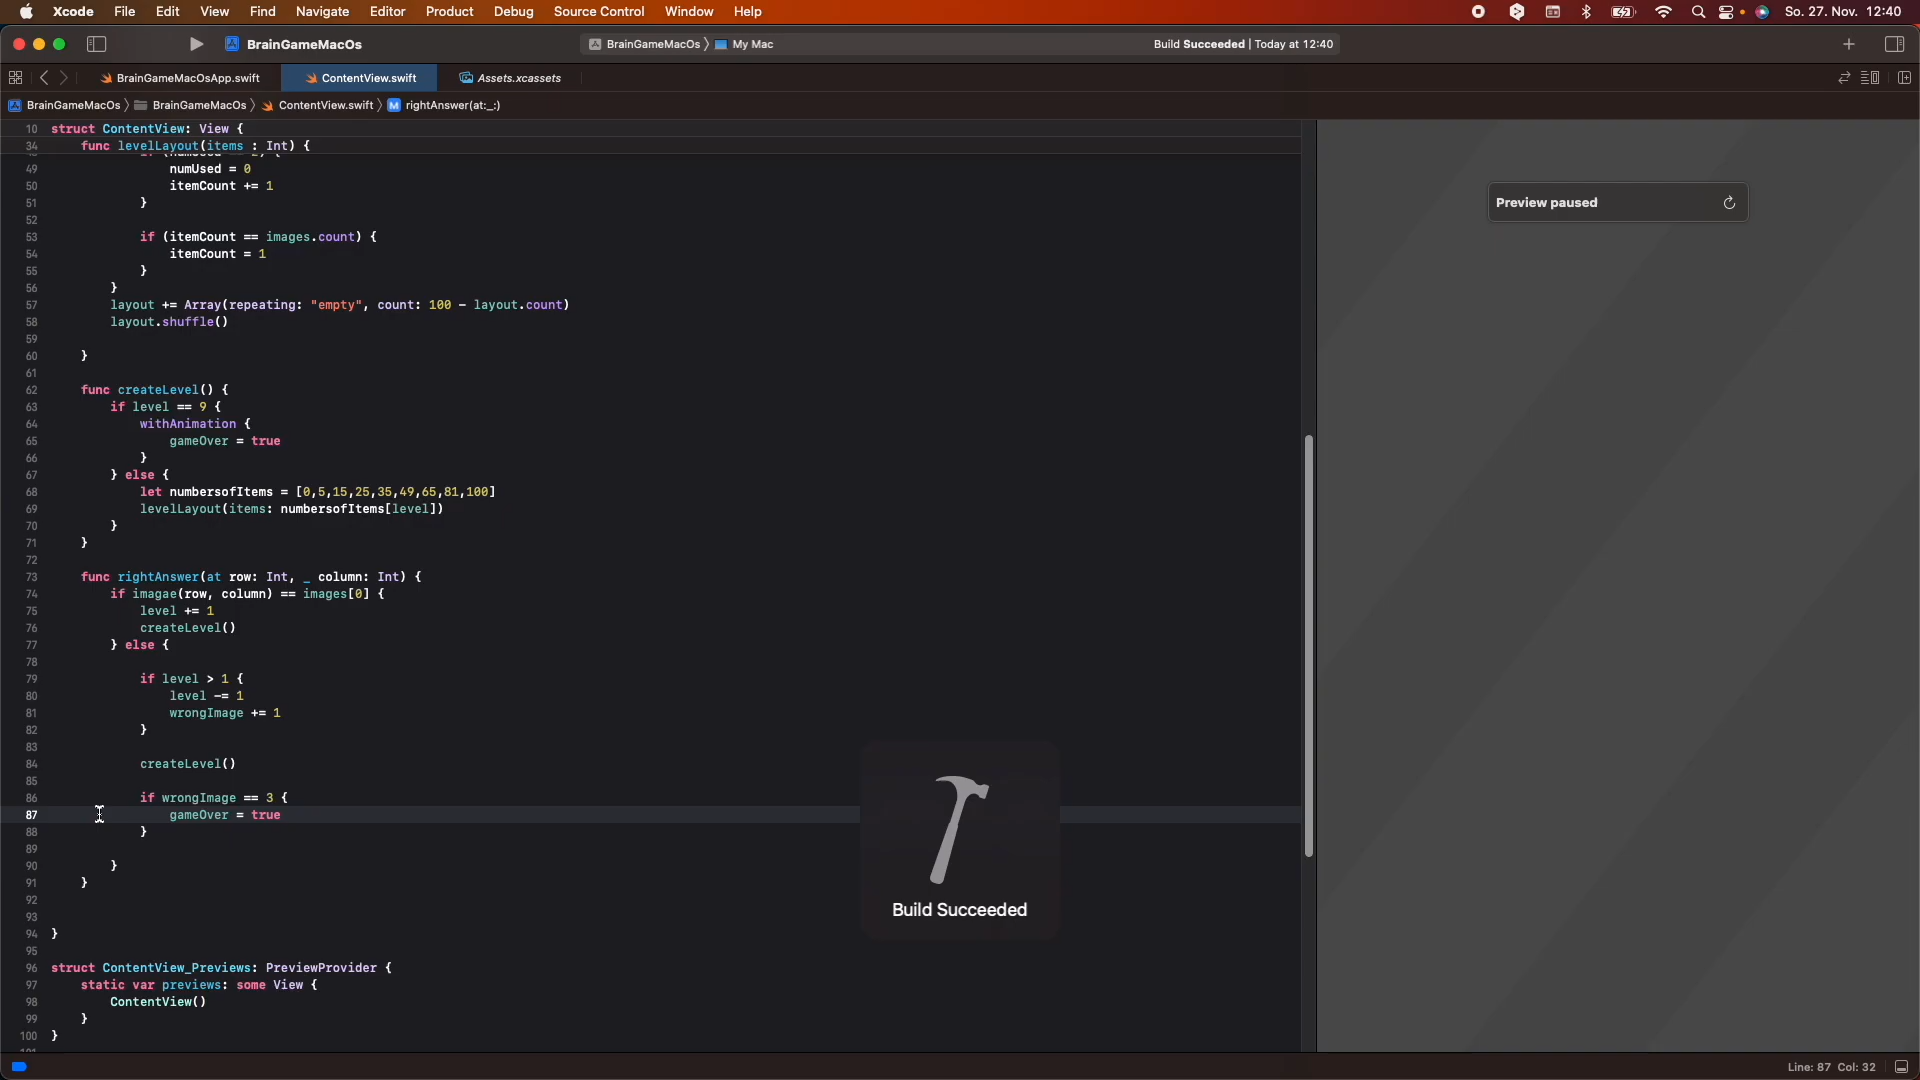 Xcode File Edit View Find Navigate Editor Product Debug Source Control Window Help So. 27. Nov. 12:40
BrainGameMacOs BrainGameMacOs My Mac Build Succeeded | Today at 12:40
BrainGameMacOsApp.swift ContentView.swift Assets.xcassets
BrainGameMacOs BrainGameMacOs ContentView.swift M rightAnswer(at:_:)
10 struct ContentView: View {
34 func levelLayout(items : Int) {
49 numUsed = 0
50 itemCount += 1
51 }
52
53 if (itemCount == images.count) {
54 itemCount = 1
55 }
56 }
57 layout += Array(repeating: "empty", count: 100 - layout.count)
58 layout.shuffle()
59
60 }
61
62 func createLevel() {
63 if level == 9 {
64 withAnimation {
65 gameOver = true
66 }
67 } else {
68 let numbersofItems = [0,5,15,25,35,49,65,81,100]
69 levelLayout(items: numbersofItems[level])
70 }
71 }
72
73 func rightAnswer(at row: Int, _ column: Int) {
74 if imagae(row, column) == images[0] {
75 level += 1
76 createLevel()
77 } else {
78
79 if level > 1 {
80 level -= 1
81 wrongImage += 1
82 }
83
84 createLevel()
85
86 if wrongImage == 3 {
87 gameOver = true
88 }
89
90 }
91 }
92
93
94 }
95
96 struct ContentView_Previews: PreviewProvider {
97 static var previews: some View {
98 ContentView()
99 }
100 }
Preview paused
Build Succeeded
Line: 87 Col: 32